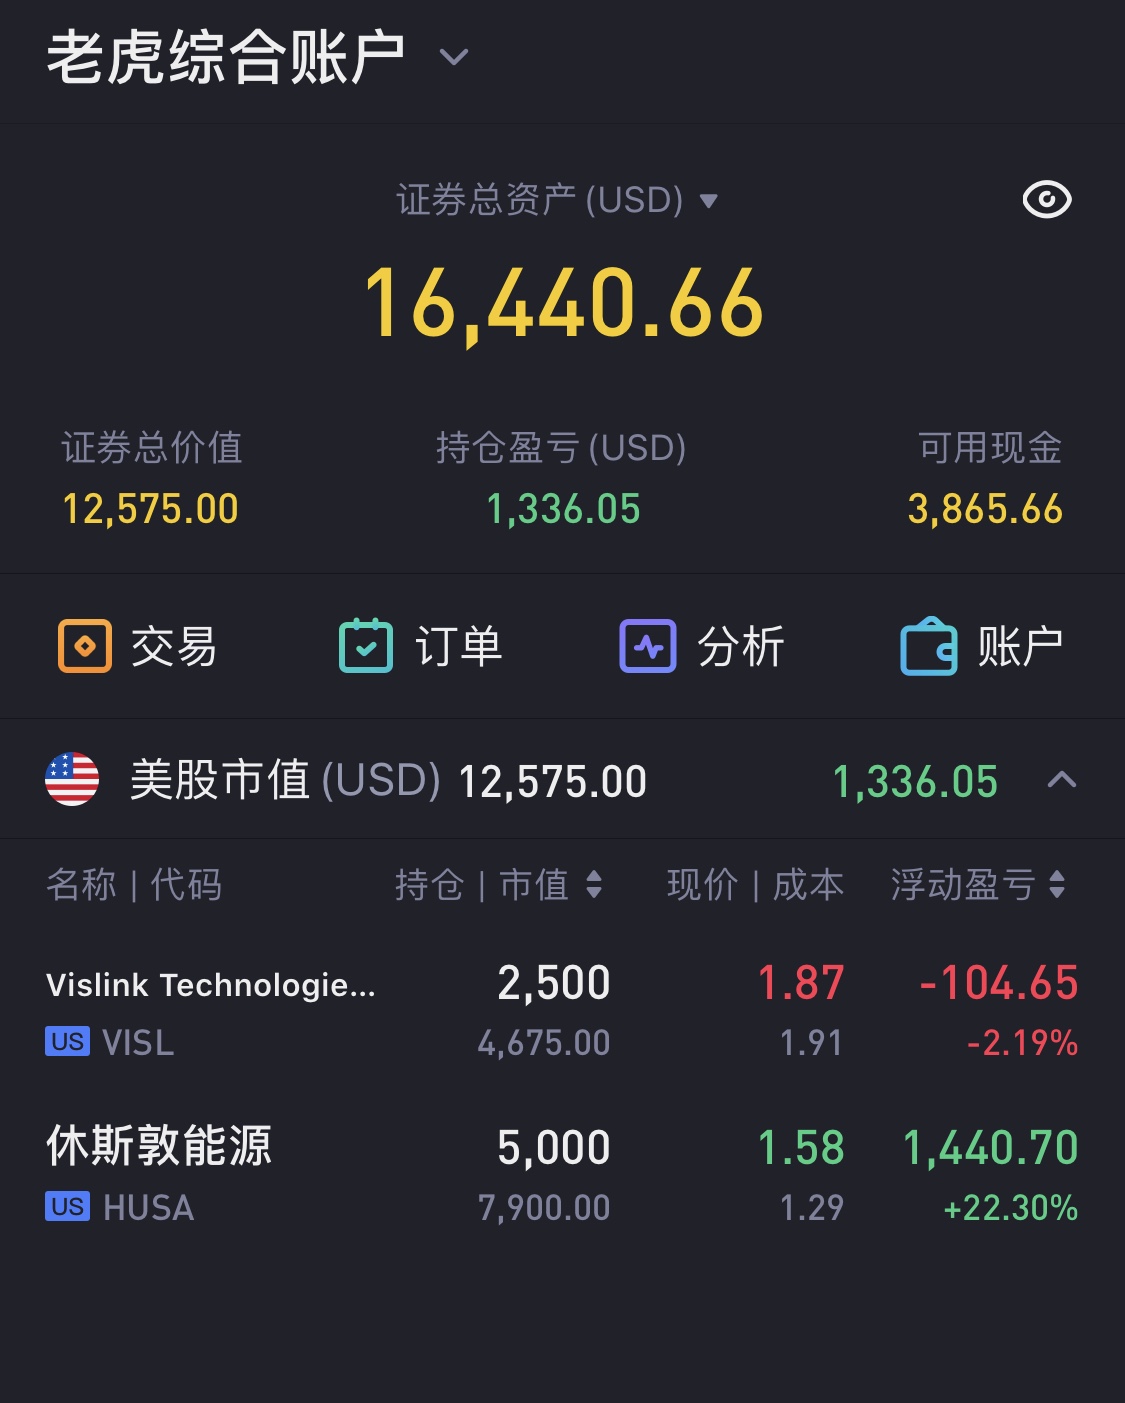 老虎综合账户
证券总资产(USD)
16,440.66
证券总价值 持仓盈亏(USD) 可用现金
12,575.00 1,336.05 3,865.66
交易 订单 分析 账户
美股市值(USD) 12,575.00 1,336.05
名称 | 代码 持仓 | 市值 现价 | 成本 浮动盈亏
Vislink Technologie... 2,500 1.87 -104.65
US VISL 4,675.00 1.91 -2.19%
休斯敦能源 5,000 1.58 1,440.70
US HUSA 7,900.00 1.29 +22.30%